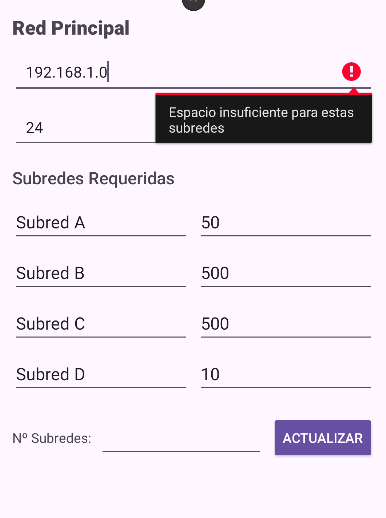 Red Principal
192.168.1.0
Espacio insuficiente para estas
subredes
24
Subredes Requeridas
Subred A 50
Subred B 500
Subred C 500
Subred D 10
Nº Subredes: ACTUALIZAR